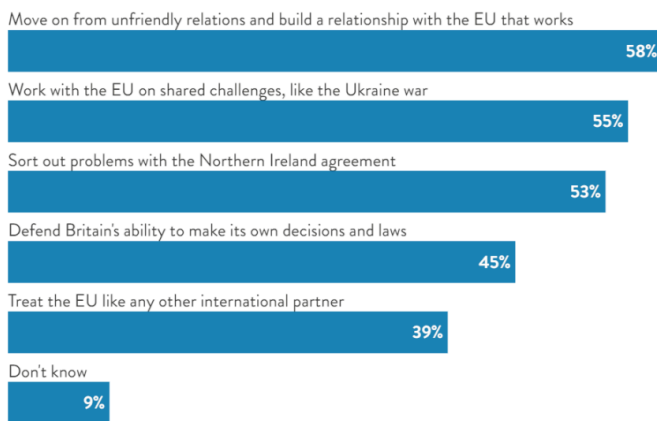 Move on from unfriendly relations and build a relationship with the EU that works
58%
Work with the EU on shared challenges, like the Ukraine war
55%
Sort out problems with the Northern Ireland agreement
53%
Defend Britain's ability to make its own decisions and laws
45%
Treat the EU like any other international partner
39%
Don't know
9%